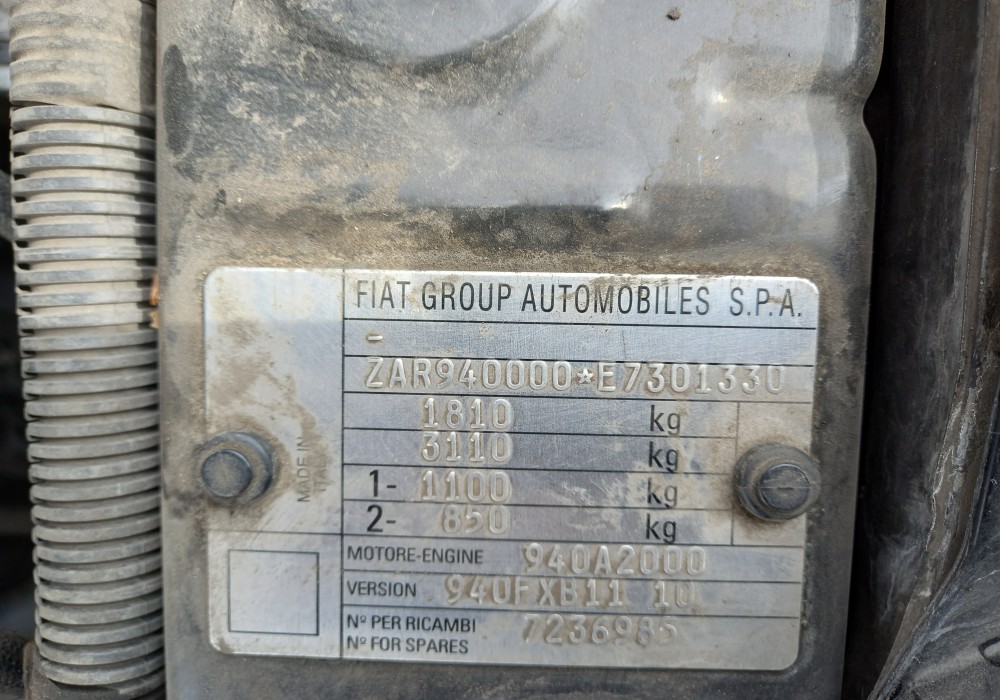 FIAT GROUP AUTOMOBILES S.P.A.
-
ZAR940000*E7301330
1810 kg
3110 kg
1- 1100 kg
2- 850 kg
MADE IN
MOTORE-ENGINE 940A2000
VERSION 940FXB11 10
Nº PER RICAMBI
Nº FOR SPARES 7236985